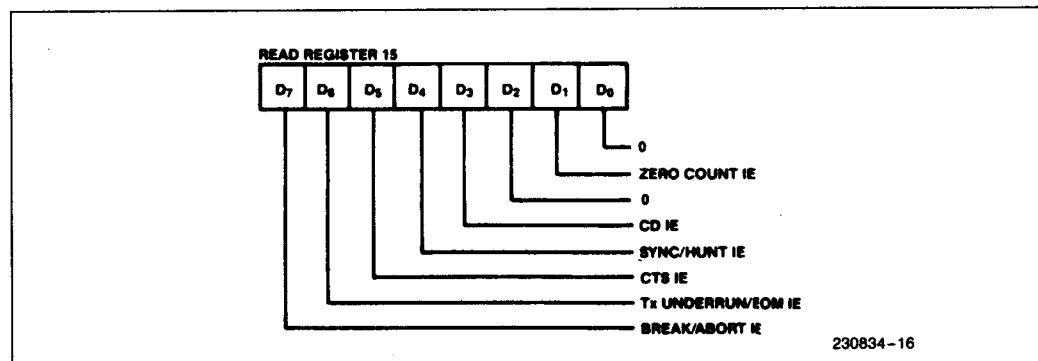 READ REGISTER 15
D7 D6 D5 D4 D3 D2 D1 D0
0
ZERO COUNT IE
0
CD IE
SYNC/HUNT IE
CTS IE
Tx UNDERRUN/EOM IE
BREAK/ABORT IE
230834-16